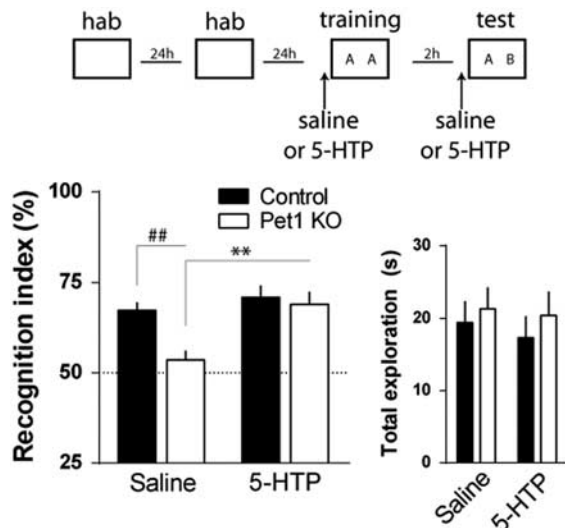 hab hab training test
24h 24h A A 2h A B
saline saline
or 5-HTP or 5-HTP
Recognition index (%)
100
75
50
25
Control
Pet1 KO
##
**
Saline 5-HTP
Total exploration (s)
30
20
10
0
Saline 5-HTP